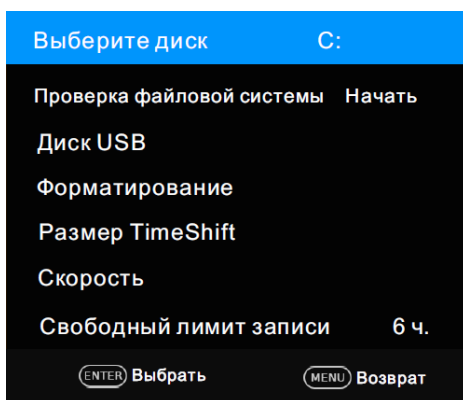 Выберите диск C:
Проверка файловой системы Начать
Диск USB
Форматирование
Размер TimeShift
Скорость
Свободный лимит записи 6 ч.
ENTER Выбрать MENU Возврат